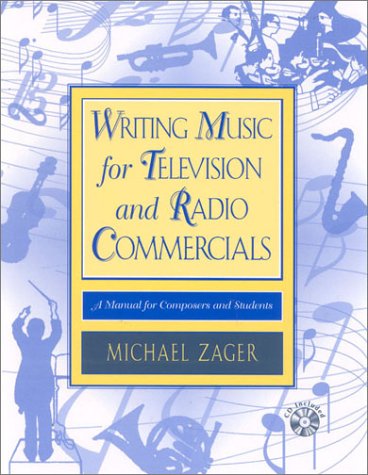 WRITING MUSIC
for TELEVISION
and RADIO
COMMERCIALS
A Manual for Composers and Students
MICHAEL ZAGER
CD Included